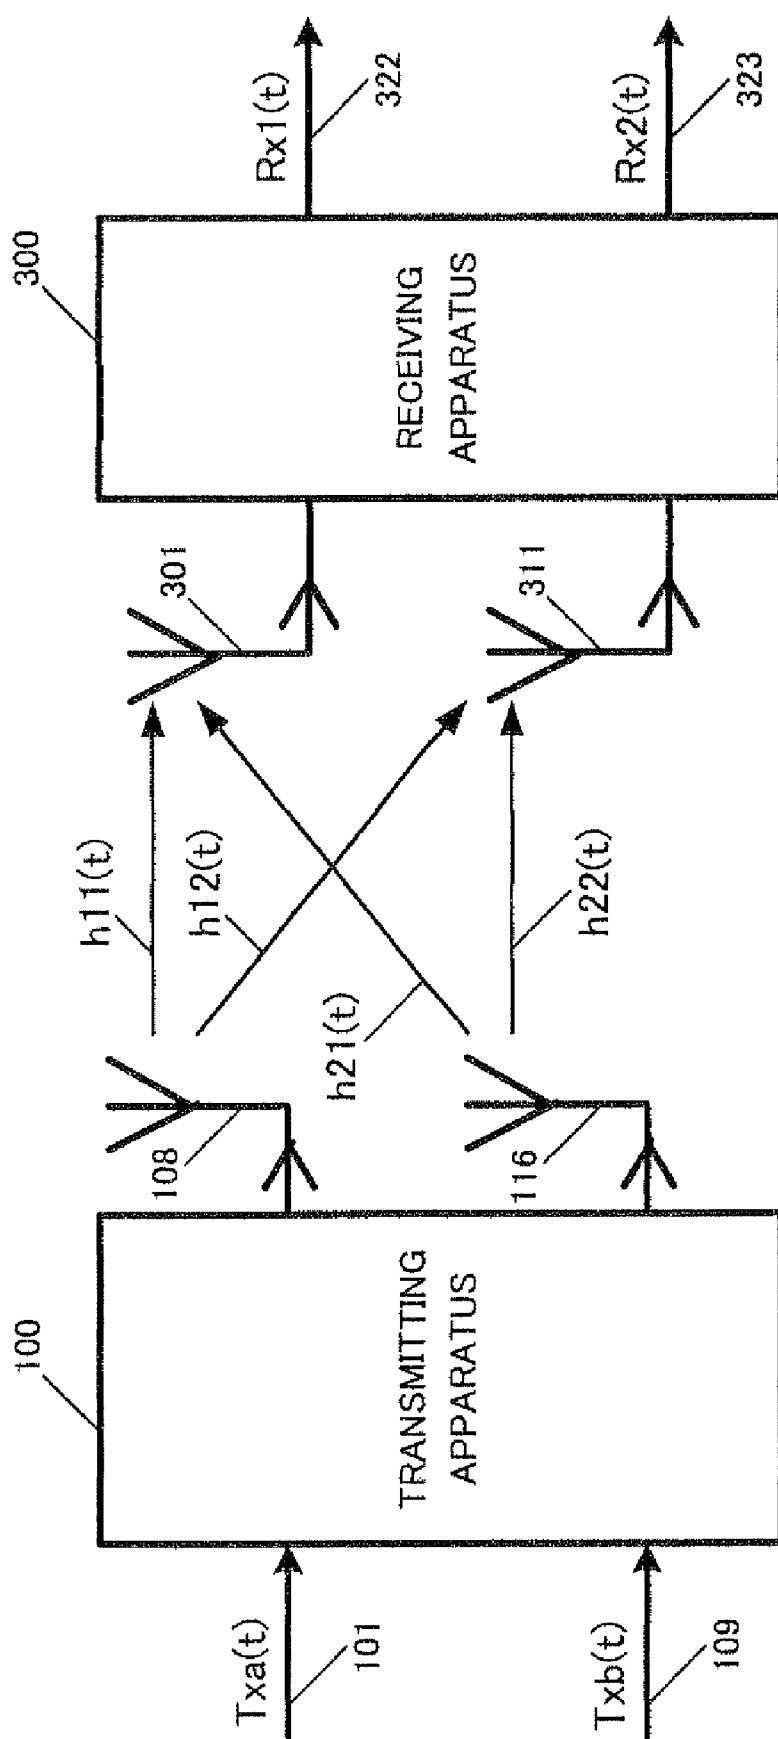 Txa(t)
101
Txb(t)
109
100
TRANSMITTING
APPARATUS
108
116
h11(t)
h12(t)
h21(t)
h22(t)
301
311
300
RECEIVING
APPARATUS
Rx1(t)
322
Rx2(t)
323